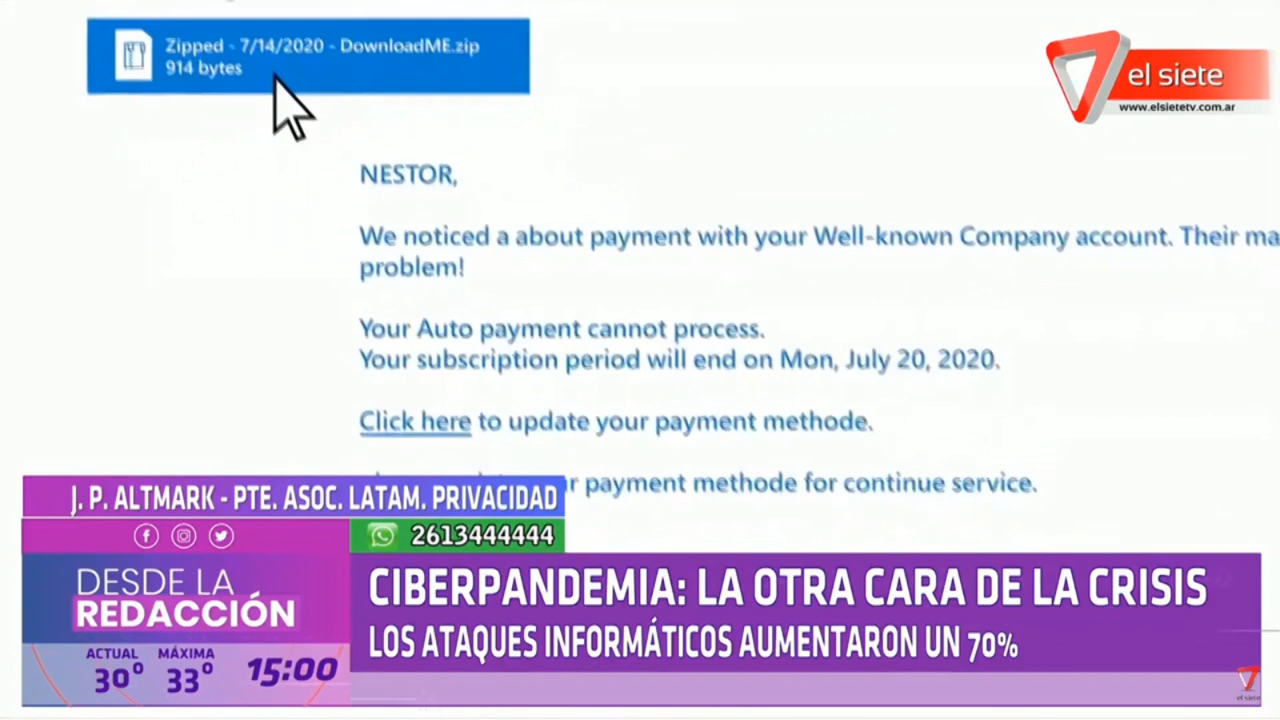 Zipped - 7/14/2020 - DownloadME.zip
914 bytes
el siete
www.elsietetv.com.ar
NESTOR,
We noticed a about payment with your Well-known Company account. Their ma
problem!
Your Auto payment cannot process.
Your subscription period will end on Mon, July 20, 2020.
Click here to update your payment methode.
payment methode for continue service.
J. P. ALTMARK - PTE. ASOC. LATAM. PRIVACIDAD
2613444444
DESDE LA
REDACCIÓN
CIBERPANDEMIA: LA OTRA CARA DE LA CRISIS
LOS ATAQUES INFORMÁTICOS AUMENTARON UN 70%
ACTUAL MÁXIMA
30° 33° 15:00
el siete